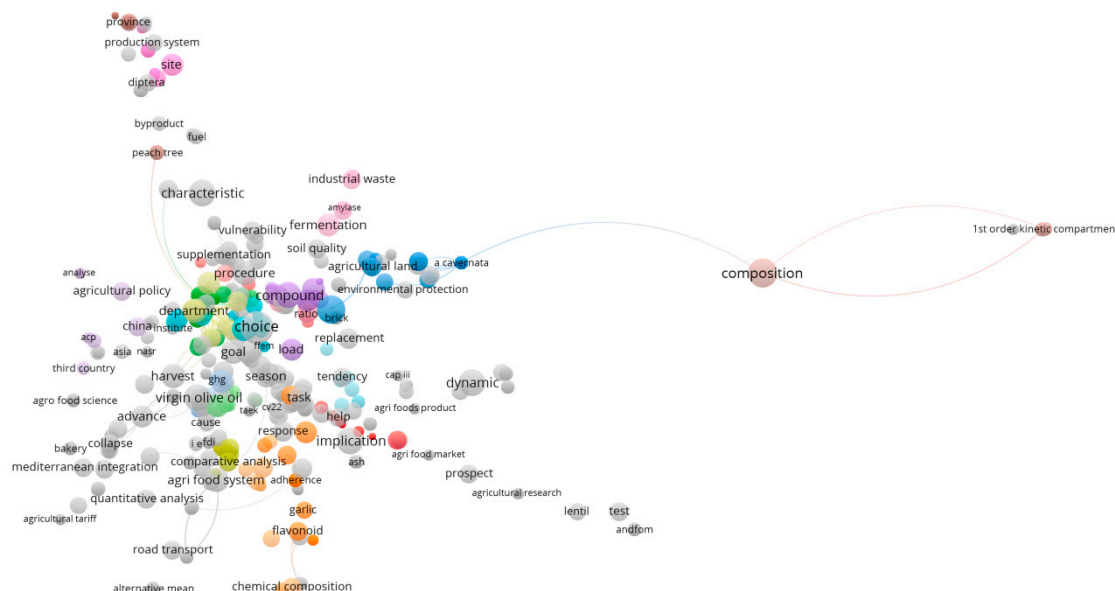 province
production system
site
diptera
byproduct
fuel
peach tree
characteristic
industrial waste
amylase
fermentation
vulnerability
soil quality
1st order kinetic compartmen
supplementation
agricultural land
a cavernata
analyse
procedure
composition
agricultural policy
compound
environmental protection
department
ratio
brick
china
institute
choice
acp
asia
nasr
ffem
replacement
goal
load
third country
harvest
ghg
season
tendency
cap iii
dynamic
agro food science
virgin olive oil
task
advance
taek
cv22
agri foods product
cause
help
collapse
i efdi
response
implication
bakery
mediterranean integration
comparative analysis
ash
agri food market
agri food system
adherence
prospect
quantitative analysis
agricultural research
agricultural tariff
garlic
lentil
test
flavonoid
andfom
road transport
alternative mean
chemical composition